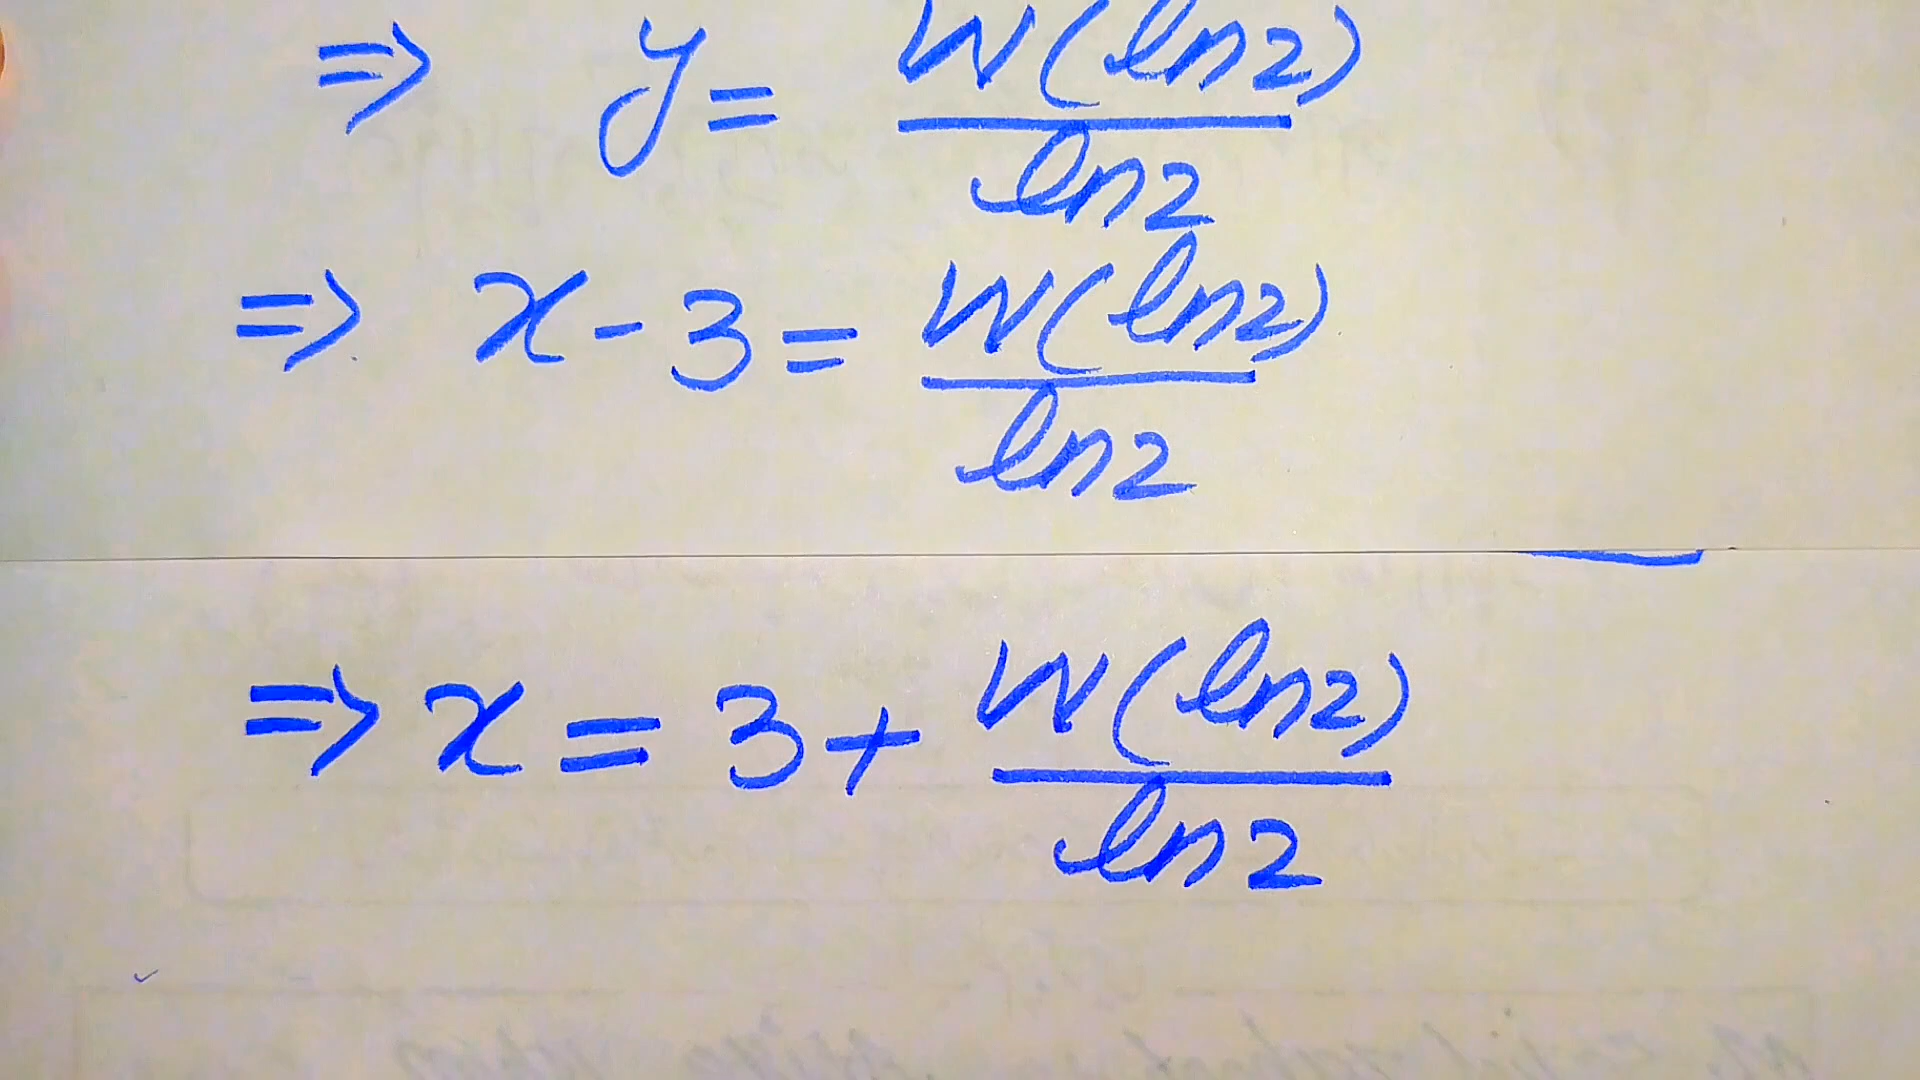 ⇒ y = W(ln2)/ln2
⇒ x - 3 = W(ln2)/ln2
⇒ x = 3 + W(ln2)/ln2